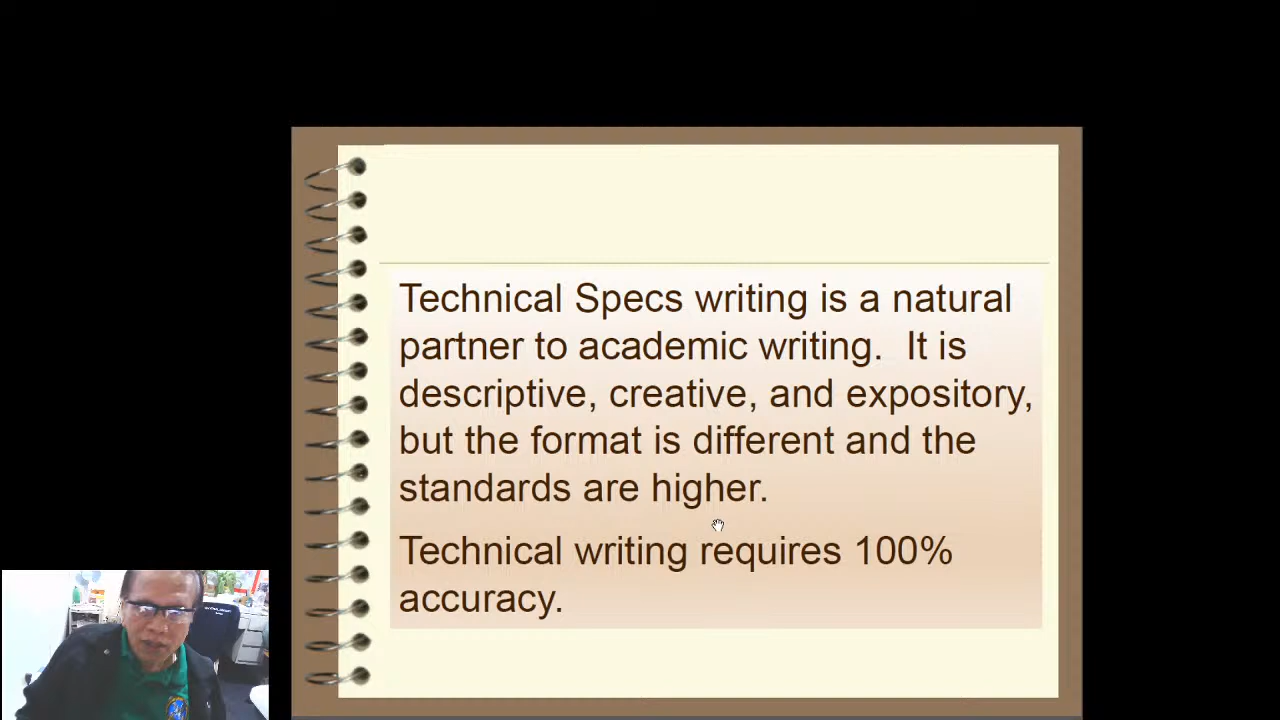 Technical Specs writing is a natural
partner to academic writing.  It is
descriptive, creative, and expository,
but the format is different and the
standards are higher.
Technical writing requires 100%
accuracy.